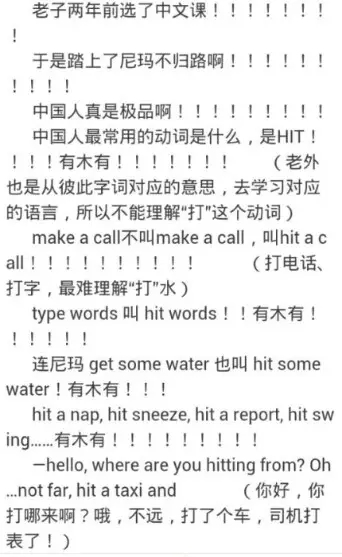 老子两年前选了中文课！！！！！！！
！
于是踏上了尼玛不归路啊！！！！！！
！！！！
中国人真是极品啊！！！！！！！！！
中国人最常用的动词是什么，是HIT！
！！！有木有！！！！！！！ （老外
也是从彼此字词对应的意思，去学习对应
的语言，所以不能理解“打”这个动词）
make a call不叫make a call，叫hit a c
all！！！！！！！！！！ （打电话、
打字，最难理解“打”水）
type words 叫 hit words！！有木有！
！！！！！
连尼玛 get some water 也叫 hit some
water！有木有！！！
hit a nap, hit sneeze, hit a report, hit sw
ing……有木有！！！！！！！！！
—hello, where are you hitting from? Oh
...not far, hit a taxi and （你好，你
打哪来啊？哦，不远，打了个车，司机打
表了！）